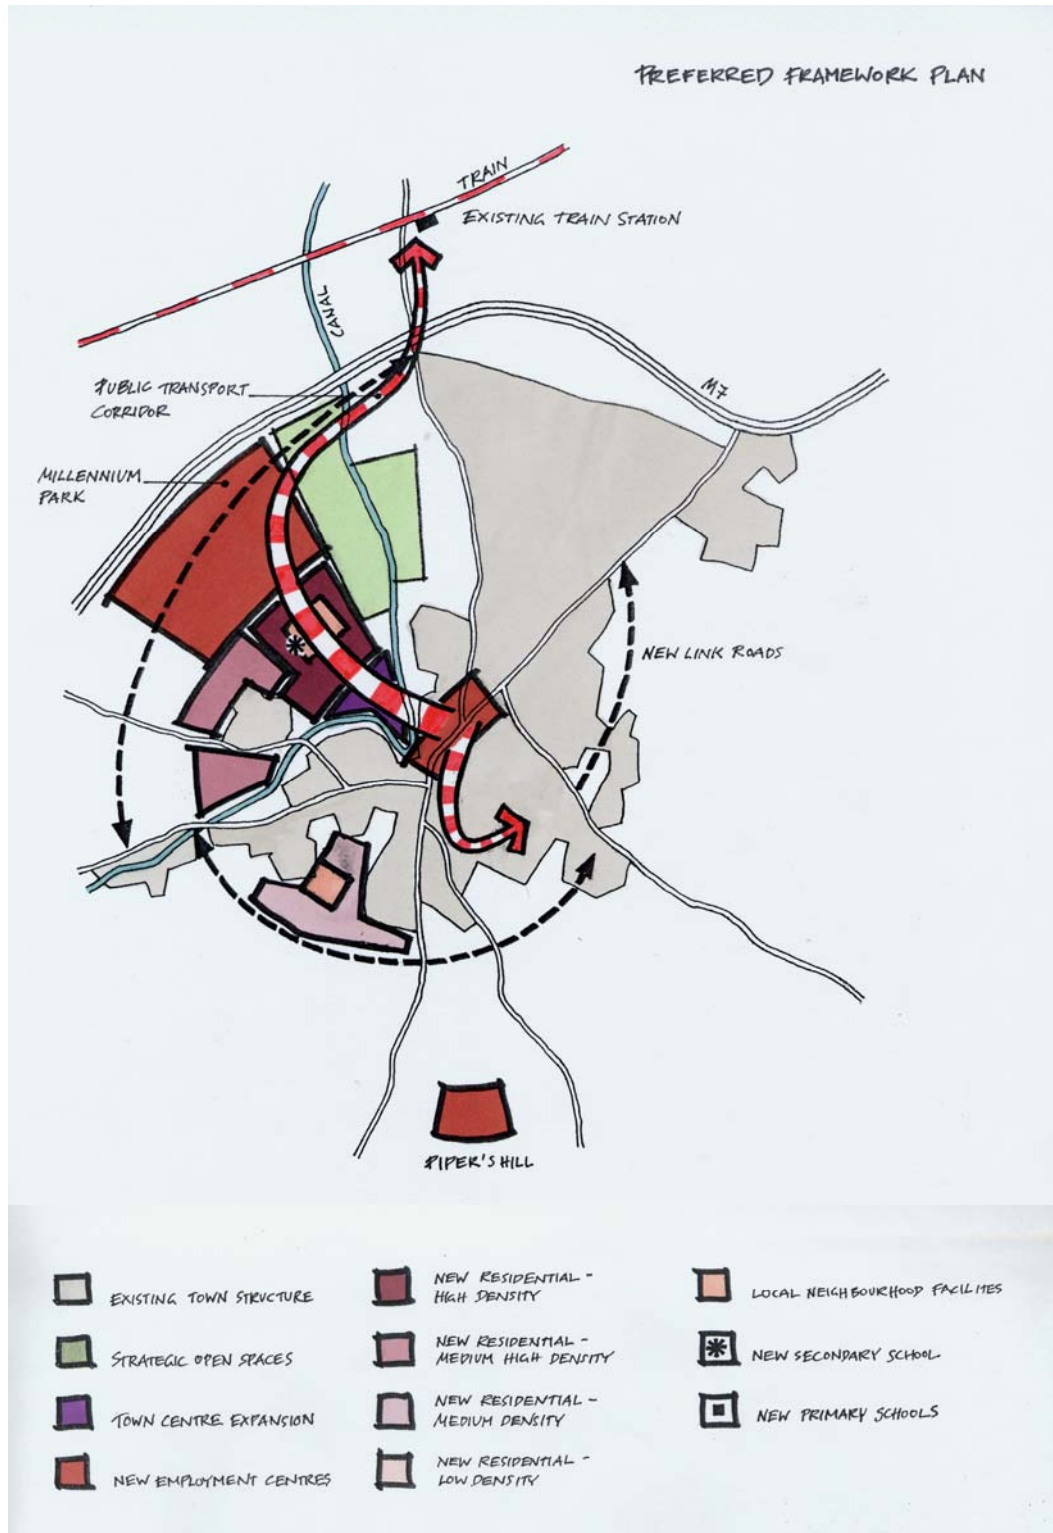 PREFERRED FRAMEWORK PLAN
TRAIN
EXISTING TRAIN STATION
CANAL
PUBLIC TRANSPORT
CORRIDOR
M7
MILLENNIUM
PARK
NEW LINK ROADS
PIPER'S HILL
EXISTING TOWN STRUCTURE
STRATEGIC OPEN SPACES
TOWN CENTRE EXPANSION
NEW EMPLOYMENT CENTRES
NEW RESIDENTIAL -
HIGH DENSITY
NEW RESIDENTIAL -
MEDIUM HIGH DENSITY
NEW RESIDENTIAL -
MEDIUM DENSITY
NEW RESIDENTIAL -
LOW DENSITY
LOCAL NEIGHBOURHOOD FACILITIES
NEW SECONDARY SCHOOL
NEW PRIMARY SCHOOLS